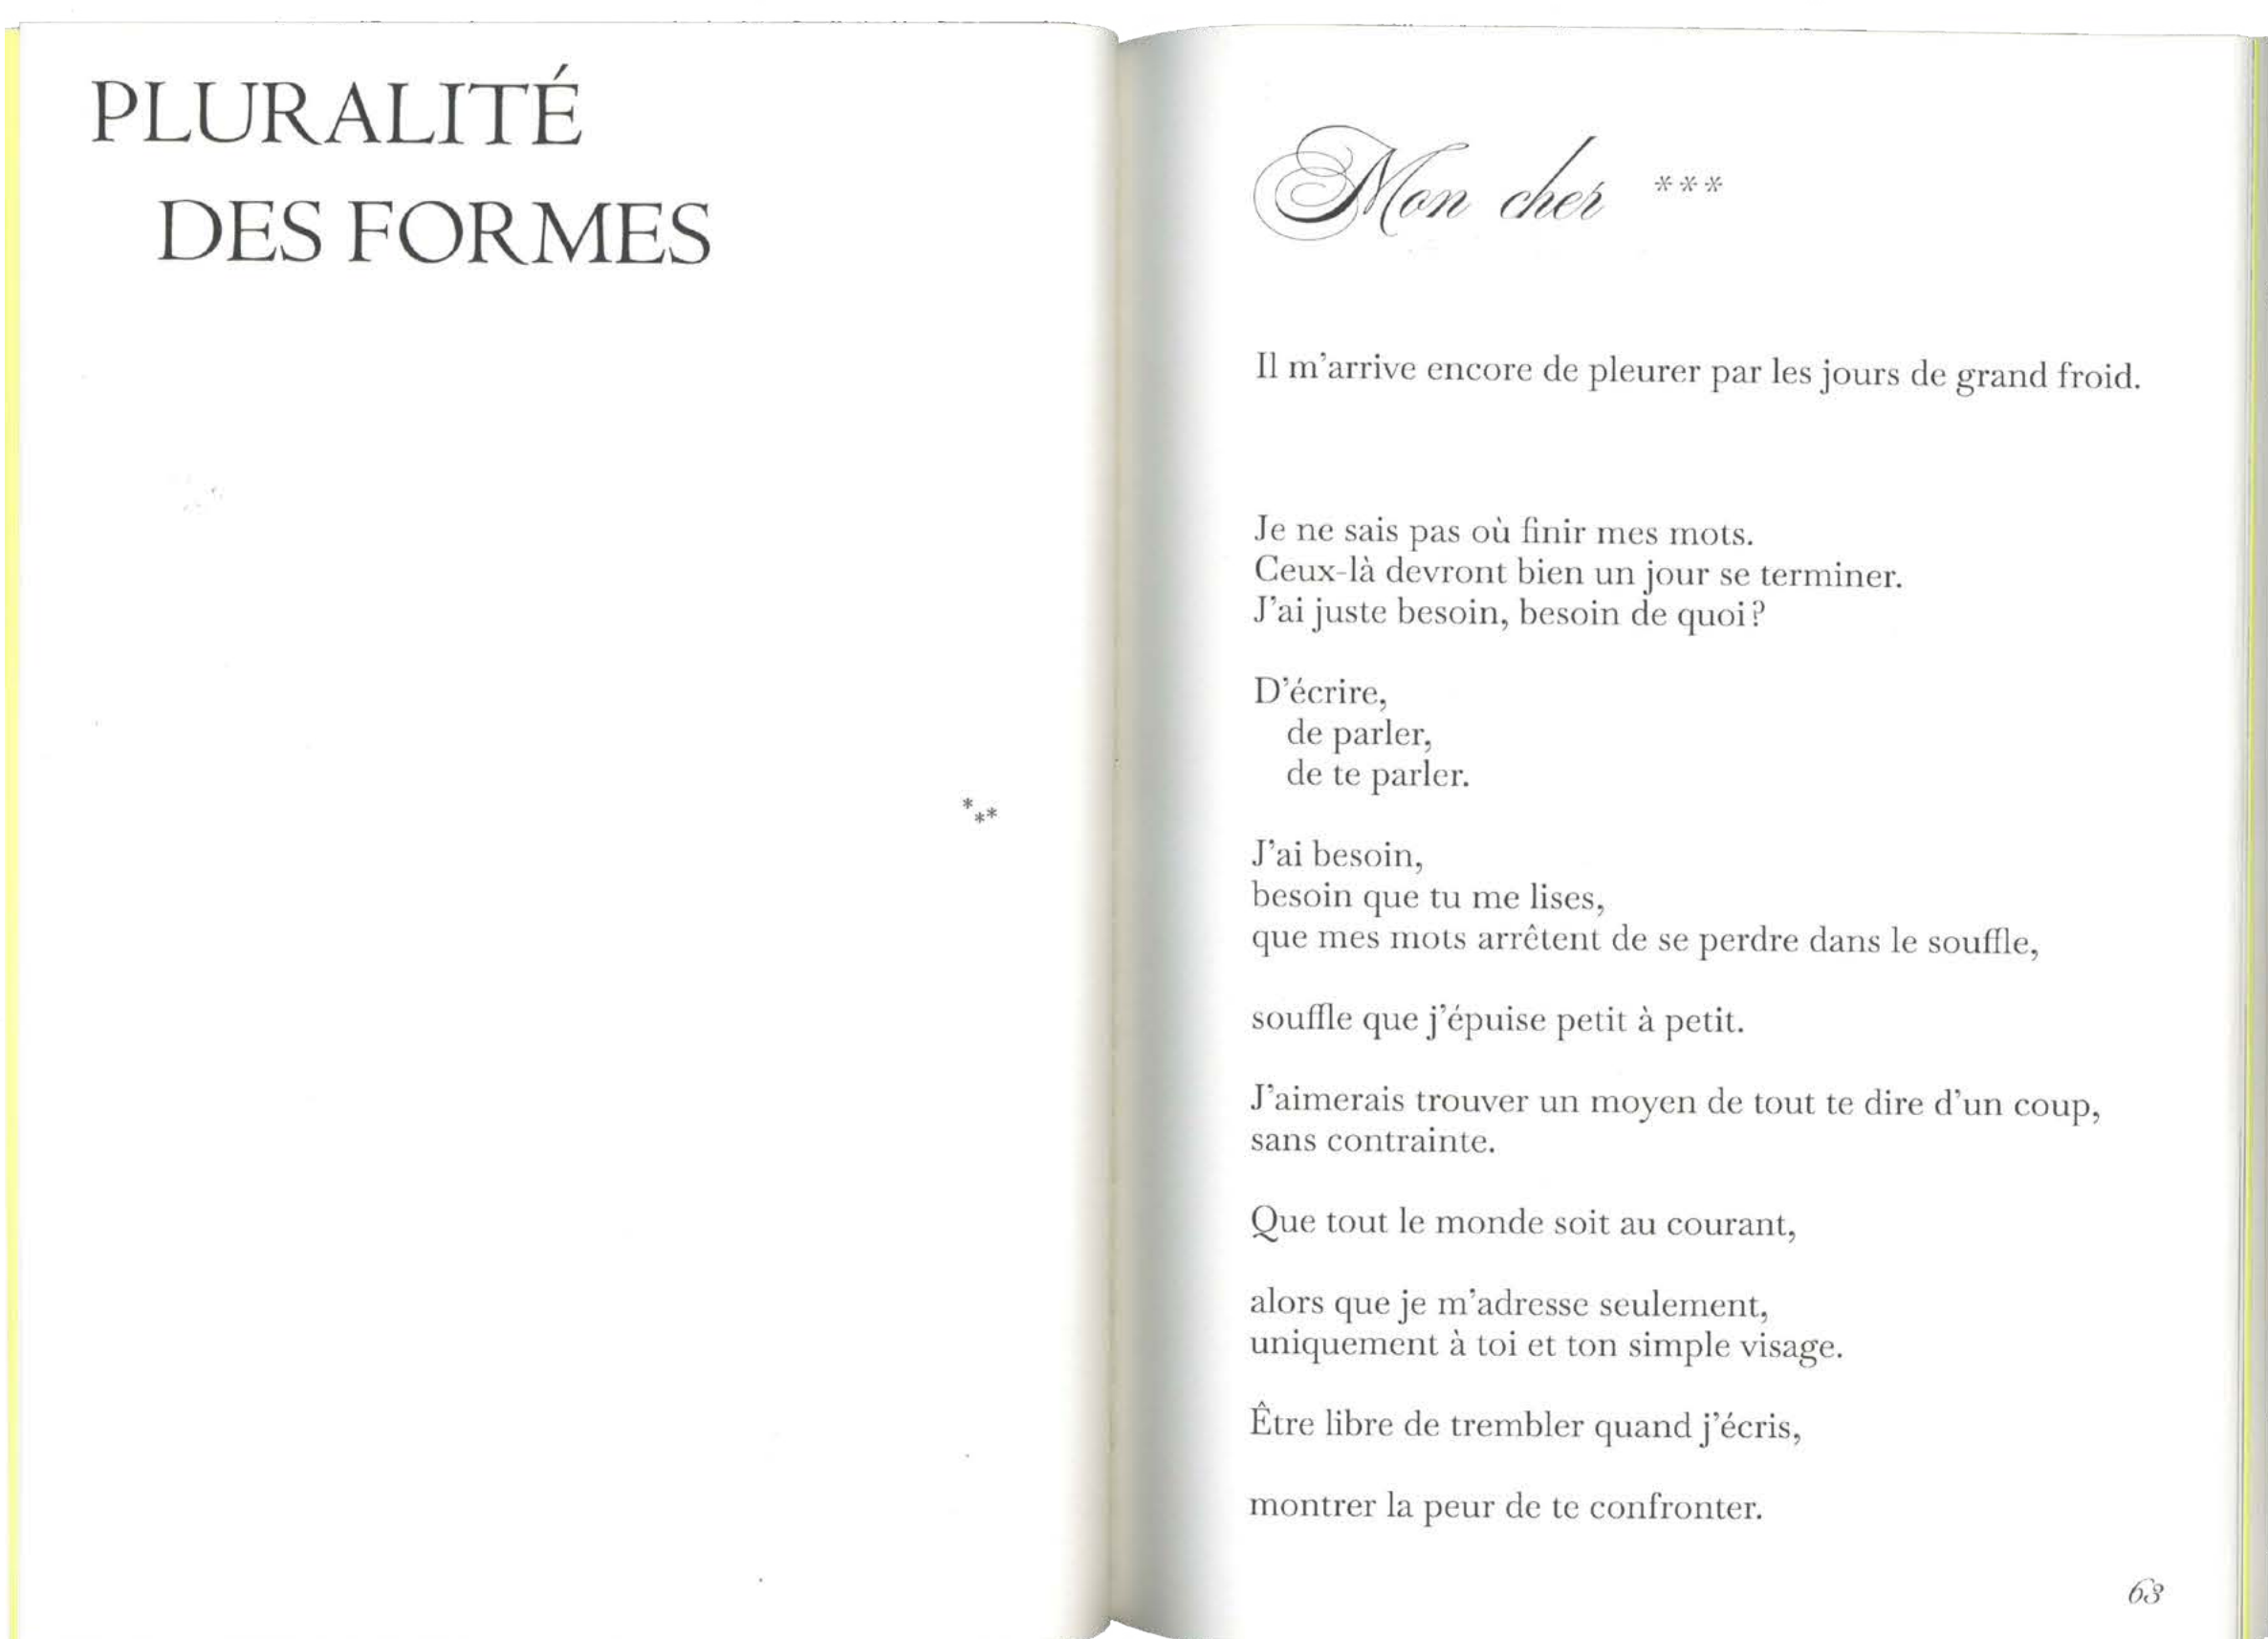 PLURALITÉ
DES FORMES
*
**
Mon cher ***
Il m'arrive encore de pleurer par les jours de grand froid.
Je ne sais pas où finir mes mots.
Ceux-là devront bien un jour se terminer.
J'ai juste besoin, besoin de quoi ?
D'écrire,
de parler,
de te parler.
J'ai besoin,
besoin que tu me lises,
que mes mots arrêtent de se perdre dans le souffle,
souffle que j'épuise petit à petit.
J'aimerais trouver un moyen de tout te dire d'un coup,
sans contrainte.
Que tout le monde soit au courant,
alors que je m'adresse seulement,
uniquement à toi et ton simple visage.
Être libre de trembler quand j'écris,
montrer la peur de te confronter.
63